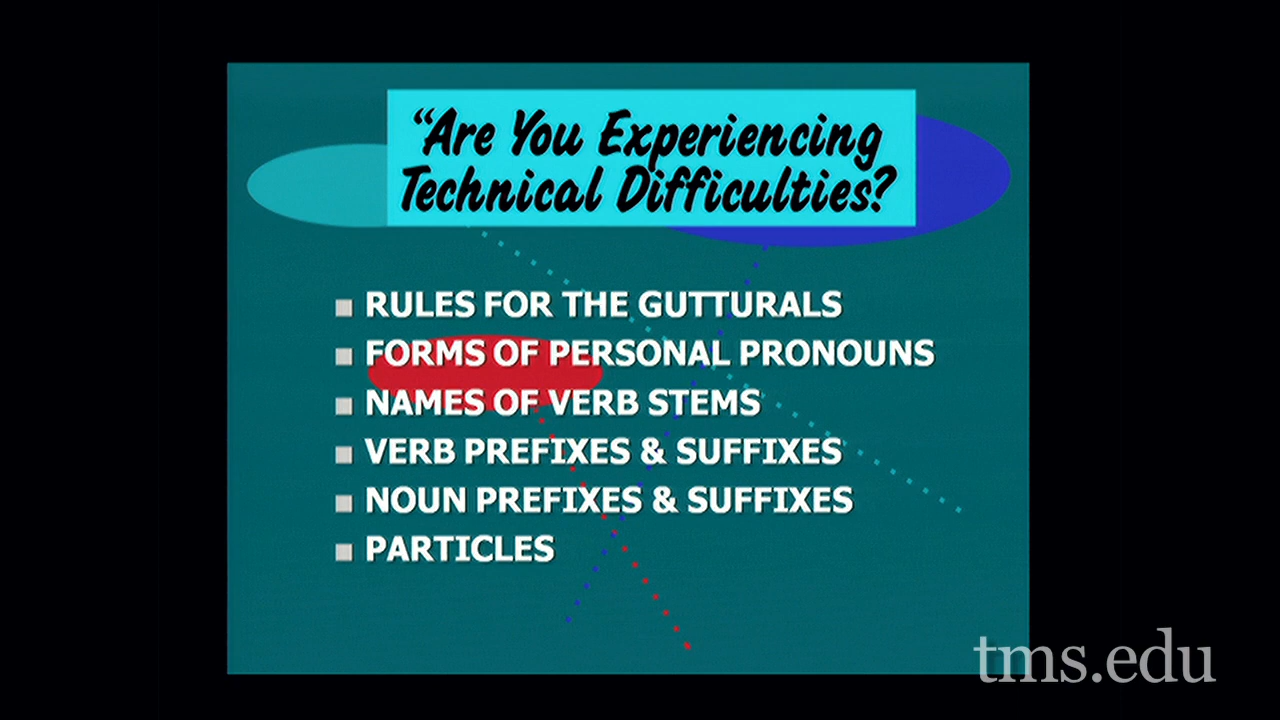 “Are You Experiencing
Technical Difficulties?
RULES FOR THE GUTTURALS
FORMS OF PERSONAL PRONOUNS
NAMES OF VERB STEMS
VERB PREFIXES & SUFFIXES
NOUN PREFIXES & SUFFIXES
PARTICLES
tms.edu